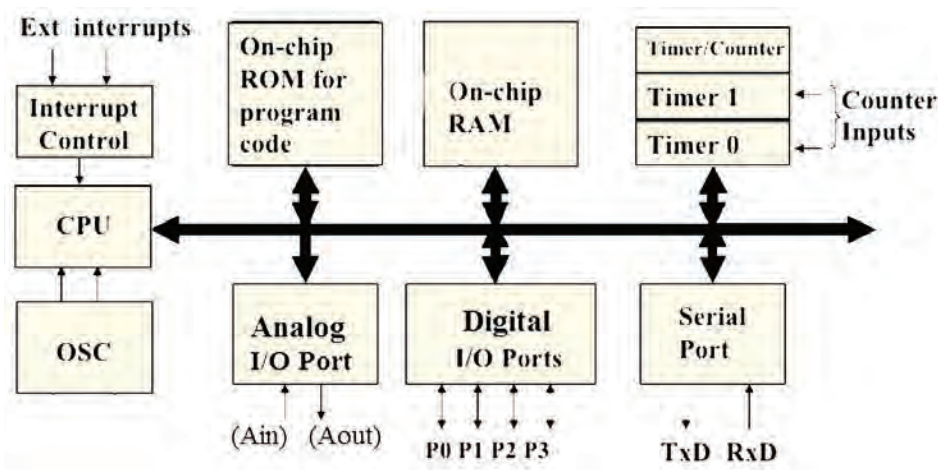 Ext interrupts
Interrupt
Control
CPU
OSC
On-chip
ROM for
program
code
On-chip
RAM
Timer/Counter
Timer 1
Timer 0
Counter
Inputs
Analog
I/O Port
(Ain) (Aout)
Digital
I/O Ports
P0 P1 P2 P3
Serial
Port
TxD RxD